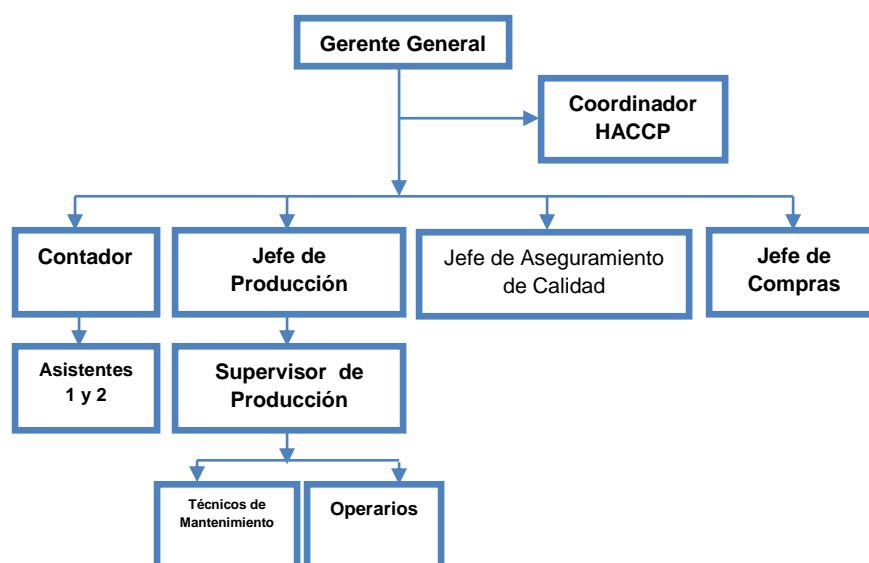 Gerente General
Coordinador
HACCP
Contador
Jefe de
Producción
Jefe de Aseguramiento
de Calidad
Jefe de
Compras
Asistentes
1 y 2
Supervisor de
Producción
Técnicos de
Mantenimiento
Operarios